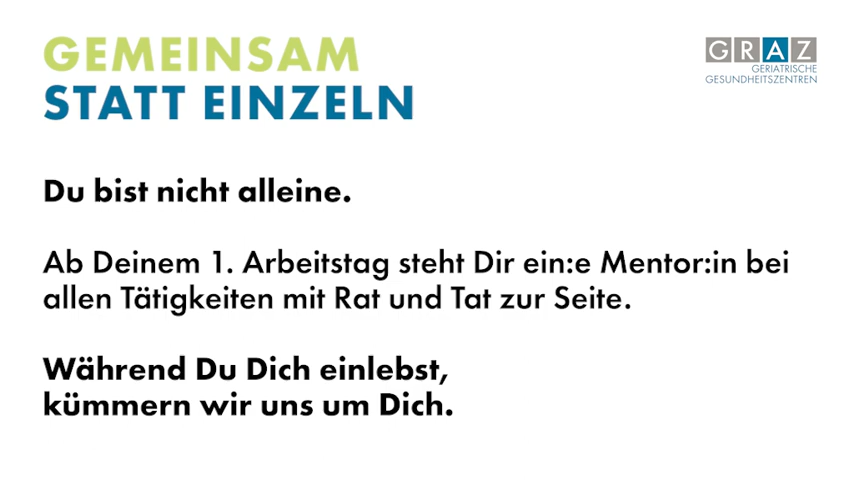 GEMEINSAM
STATT EINZELN
GRAZ
GERIATRISCHE
GESUNDHEITSZENTREN
Du bist nicht alleine.
Ab Deinem 1. Arbeitstag steht Dir ein:e Mentor:in bei
allen Tätigkeiten mit Rat und Tat zur Seite.
Während Du Dich einlebst,
kümmern wir uns um Dich.